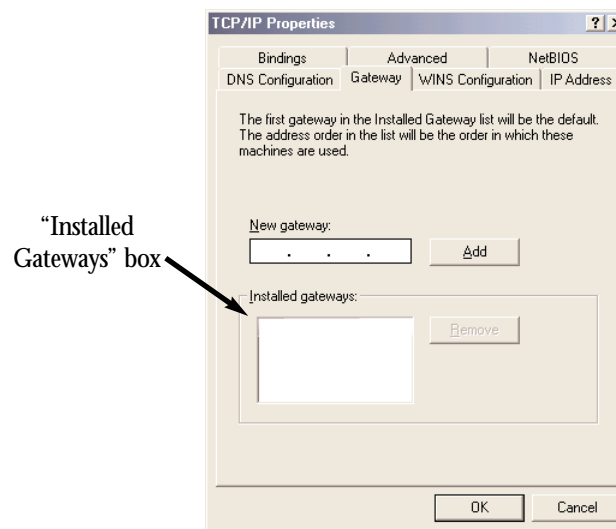 TCP/IP Properties
?
Bindings
Advanced
NetBIOS
DNS Configuration
Gateway
WINS Configuration
IP Address
The first gateway in the Installed Gateway list will be the default.
The address order in the list will be the order in which these
machines are used.
“Installed
Gateways” box
New gateway:
. . .
Add
Installed gateways:
Remove
OK
Cancel